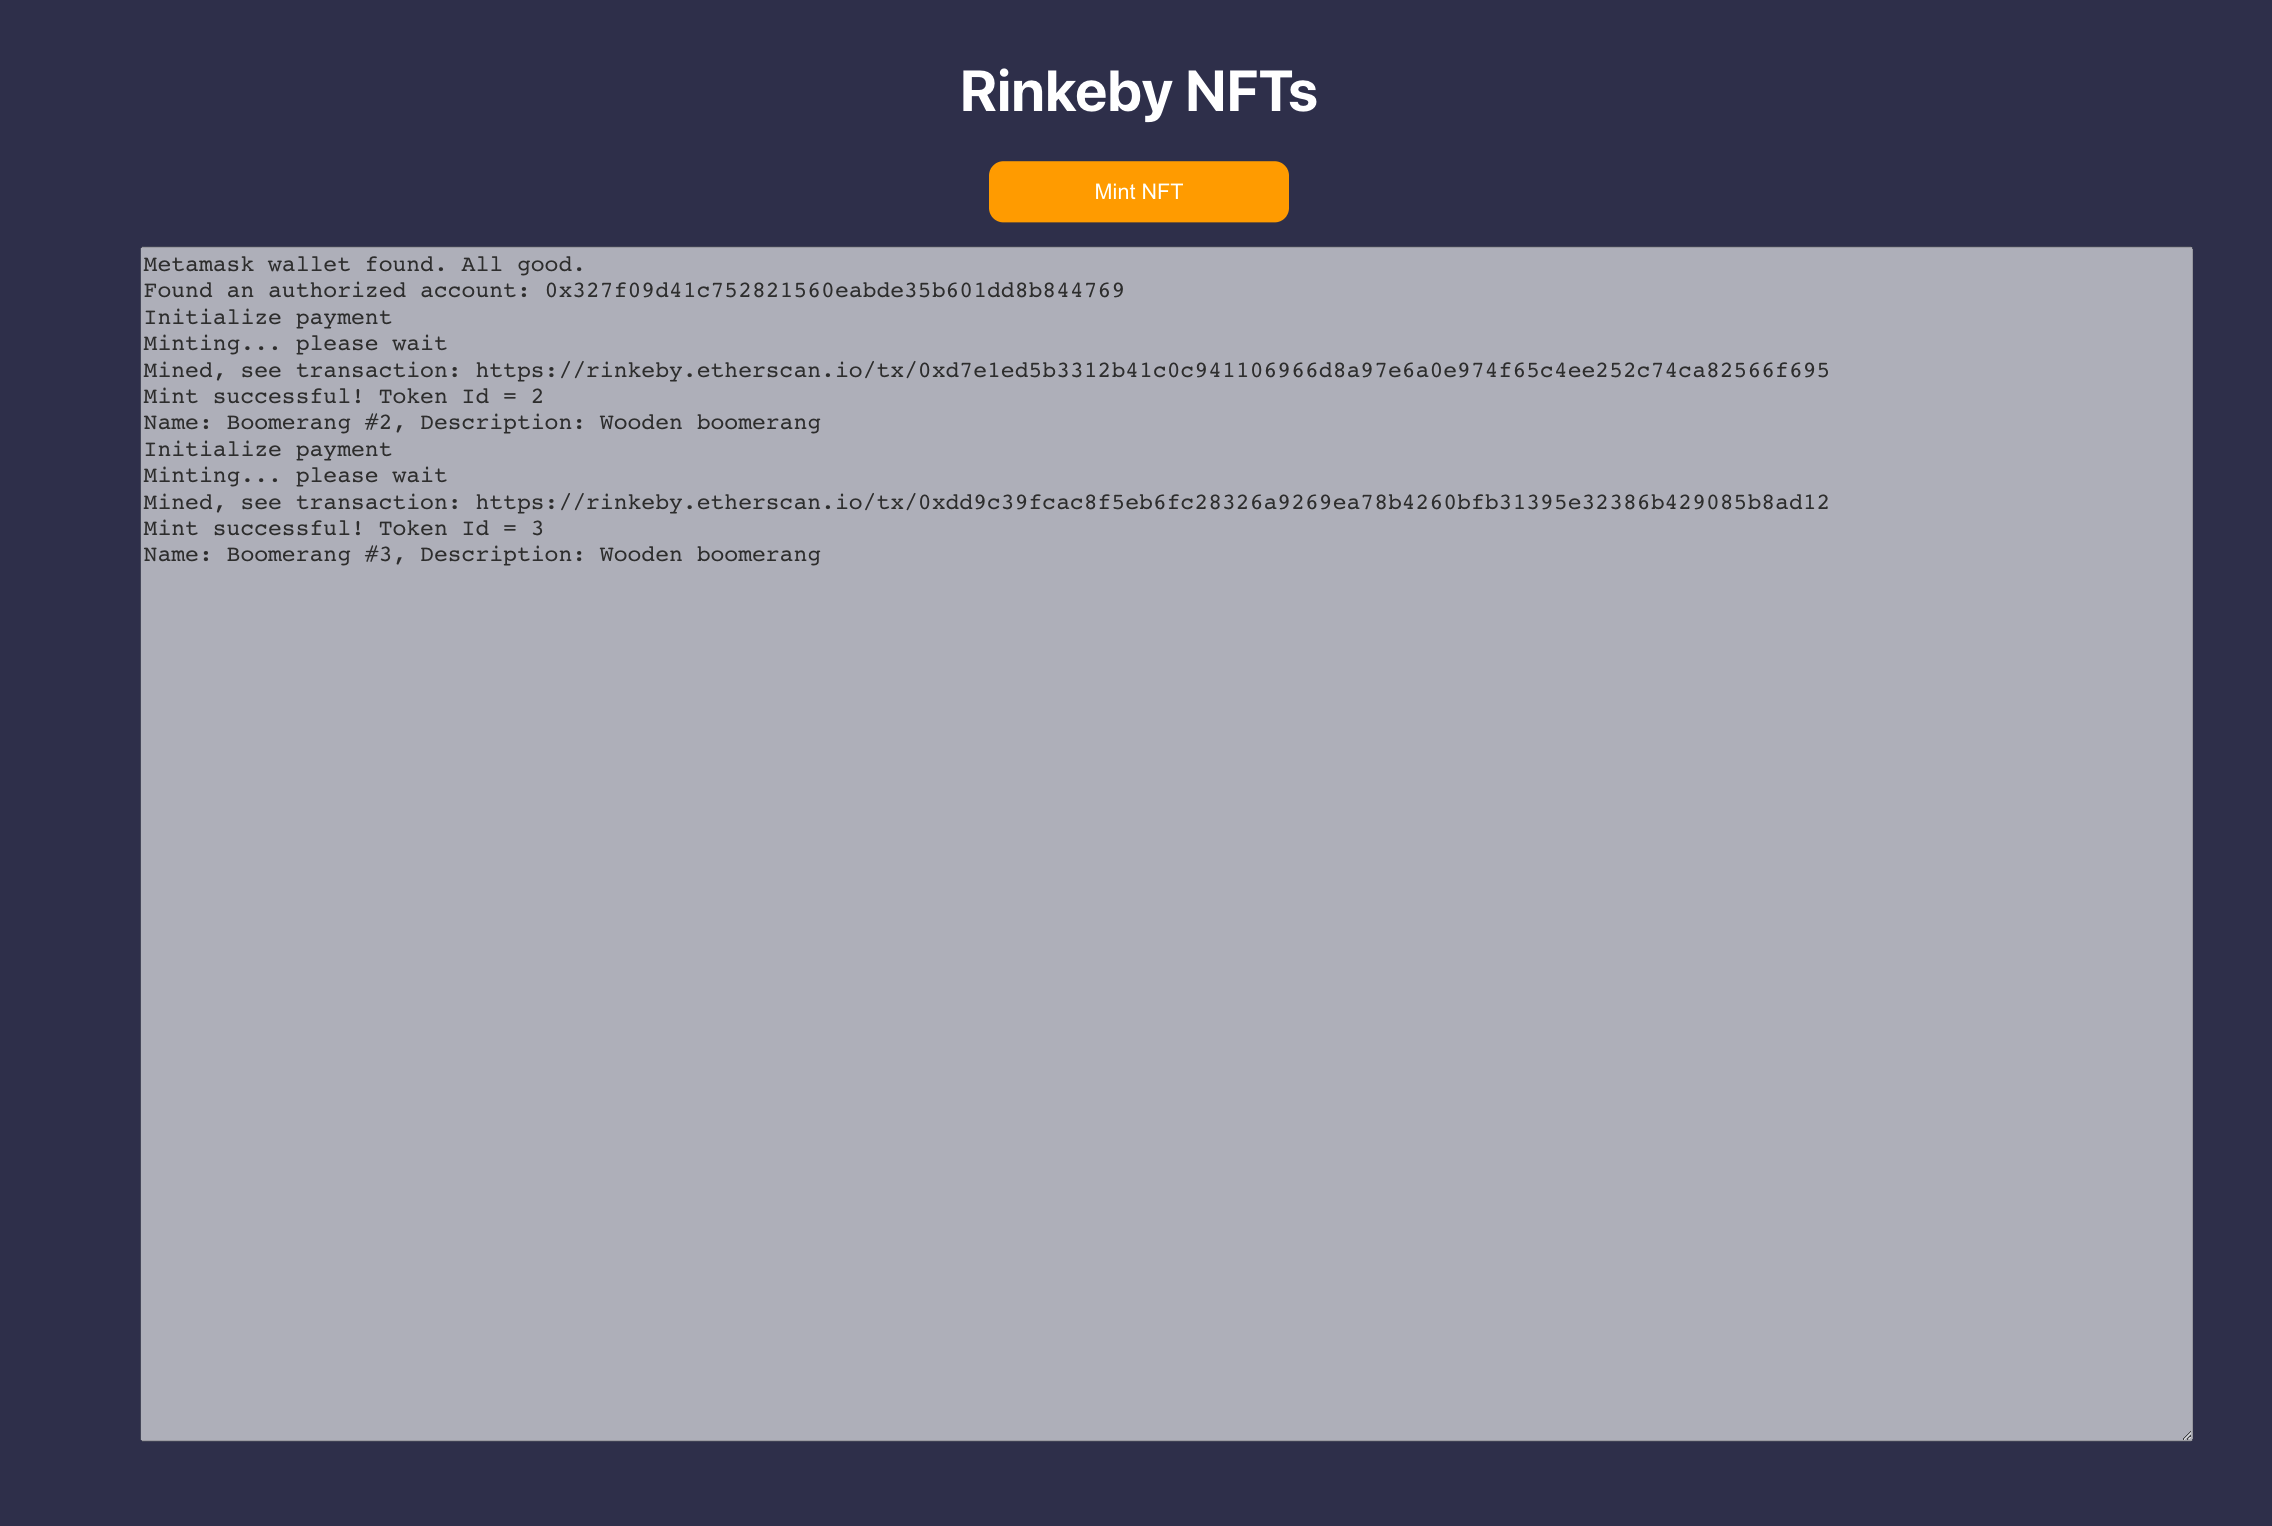 Rinkeby NFTs
Mint NFT
Metamask wallet found. All good.
Found an authorized account: 0x327f09d41c752821560eabde35b601dd8b844769
Initialize payment
Minting... please wait
Mined, see transaction: https://rinkeby.etherscan.io/tx/0xd7e1ed5b3312b41c0c941106966d8a97e6a0e974f65c4ee252c74ca82566f695
Mint successful! Token Id = 2
Name: Boomerang #2, Description: Wooden boomerang
Initialize payment
Minting... please wait
Mined, see transaction: https://rinkeby.etherscan.io/tx/0xdd9c39fcac8f5eb6fc28326a9269ea78b4260bfb31395e32386b429085b8ad12
Mint successful! Token Id = 3
Name: Boomerang #3, Description: Wooden boomerang